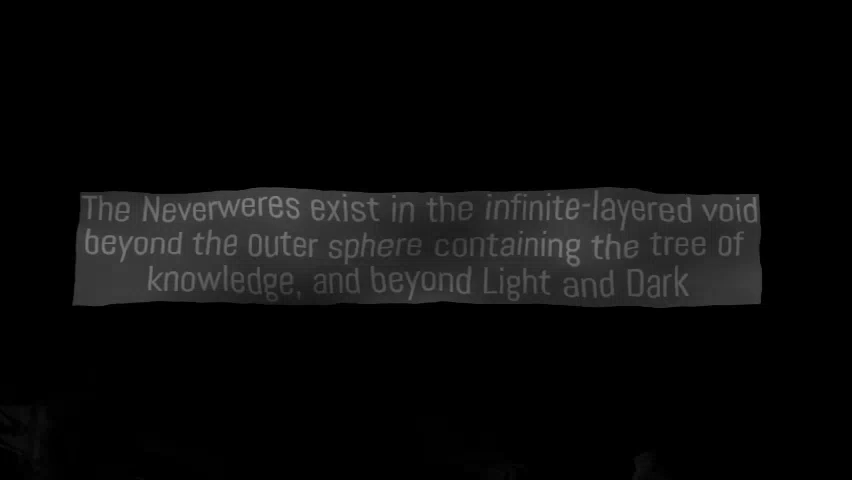 The Neverweres exist in the infinite-layered void
beyond the outer sphere containing the tree of
knowledge, and beyond Light and Dark